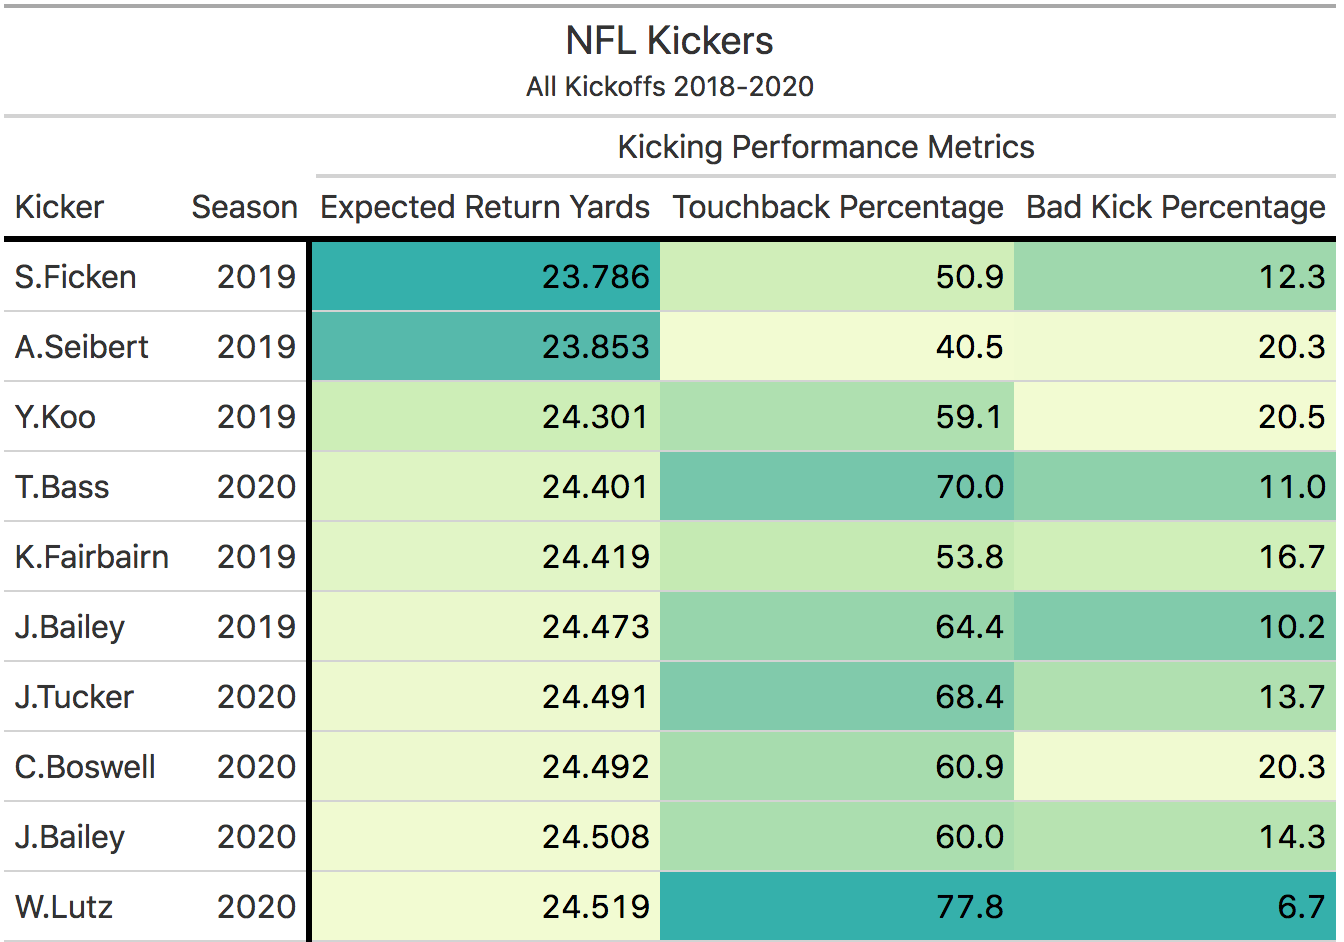 NFL Kickers
All Kickoffs 2018-2020
Kicking Performance Metrics
Kicker Season Expected Return Yards Touchback Percentage Bad Kick Percentage
S.Ficken 2019 23.786 50.9 12.3
A.Seibert 2019 23.853 40.5 20.3
Y.Koo 2019 24.301 59.1 20.5
T.Bass 2020 24.401 70.0 11.0
K.Fairbairn 2019 24.419 53.8 16.7
J.Bailey 2019 24.473 64.4 10.2
J.Tucker 2020 24.491 68.4 13.7
C.Boswell 2020 24.492 60.9 20.3
J.Bailey 2020 24.508 60.0 14.3
W.Lutz 2020 24.519 77.8 6.7